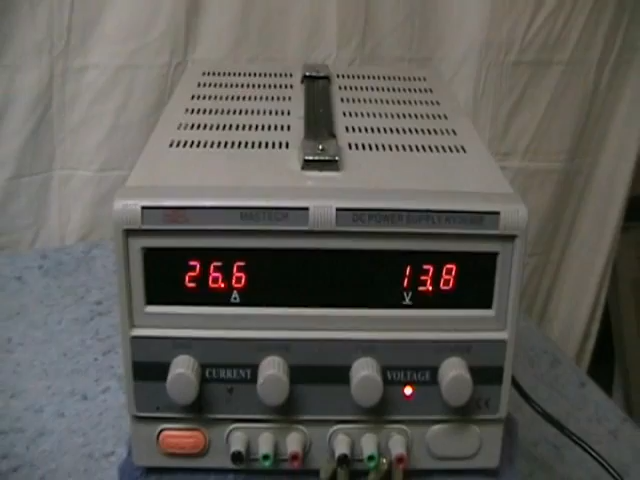 MASTECH
DC POWER SUPPLY
26.6
A
13.8
V
CURRENT
VOLTAGE